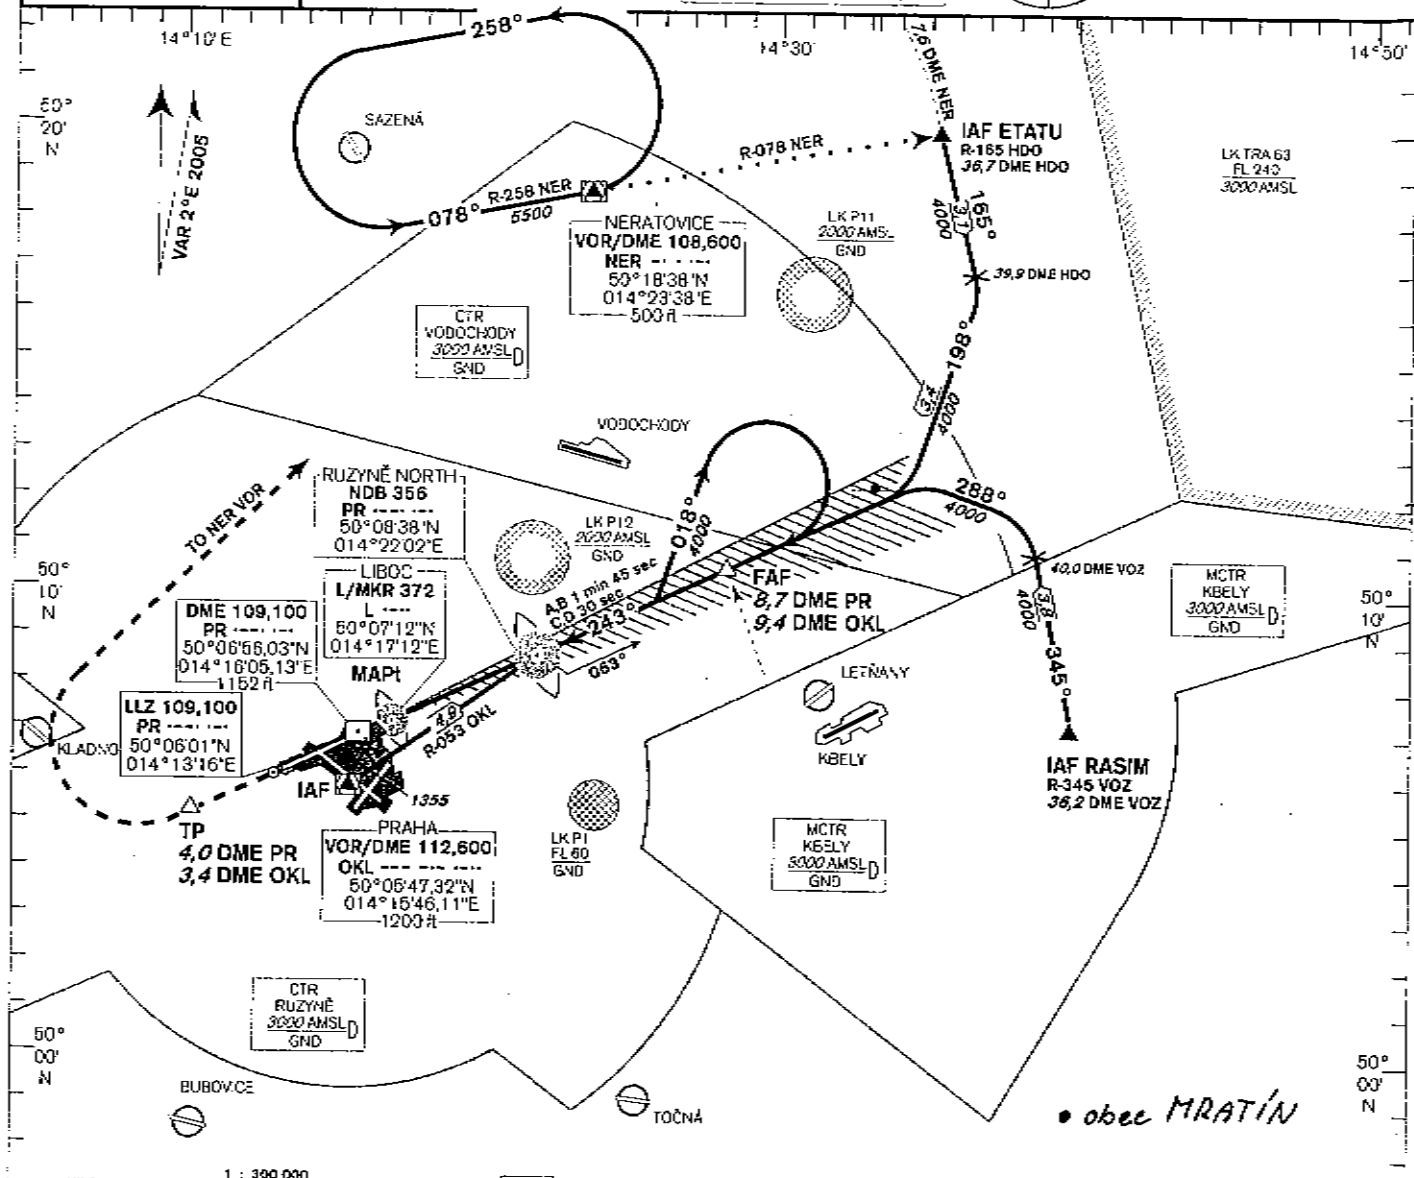 14°10'E
14°30'
14°50'
258°
7,6 DME NER
50°
20'
N
SAZENÁ
VAR 2°E 2005
R-078 NER
IAF ETATU
R-165 HDO
36,7 DME HDO
LK TRA 63
FL 240
3000 AMSL
165°
3,1
4000
R-258 NER
078°
5500
NERATOVICE
VOR/DME 108,600
NER
50°18'38"N
014°23'38"E
500 ft
LK P11
2000 AMSL
GND
39,9 DME HDO
CTR
VODOCHODY
3000 AMSL
D
GND
198°
3,4
4000
VODOCHODY
TO NER VOR
RUZYNĚ NORTH
NDB 356
PR
50°08'38"N
014°22'02"E
LK P12
2000 AMSL
GND
018°
4000
288°
4000
40,0 DME VOZ
50°
10'
N
LIBOC
L/MKR 372
L
50°07'12"N
014°17'12"E
A,B 1 min 45 sec
C,D 30 sec
243°
063°
FAF
8,7 DME PR
9,4 DME OKL
3,8
4000
345°
MCTR
KBELY
3000 AMSL
D
GND
50°
10'
N
DME 109,100
PR
50°06'56,03"N
014°16'05,13"E
1152 ft
MAPt
LETŇANY
KBELY
LLZ 109,100
PR
50°06'01"N
014°13'16"E
KLADNO
4,8
R-053 OKL
IAF
1355
IAF RASIM
R-345 VOZ
36,2 DME VOZ
TP
4,0 DME PR
3,4 DME OKL
PRAHA
VOR/DME 112,600
OKL
50°05'47,32"N
014°15'46,11"E
1200 ft
LK P1
FL 60
GND
MCTR
KBELY
5000 AMSL
D
GND
CTR
RUZYNĚ
3000 AMSL
D
GND
50°
00'
N
50°
00'
N
BUBOVICE
TOČNÁ
• obec MRATÍN
1 : 300 000